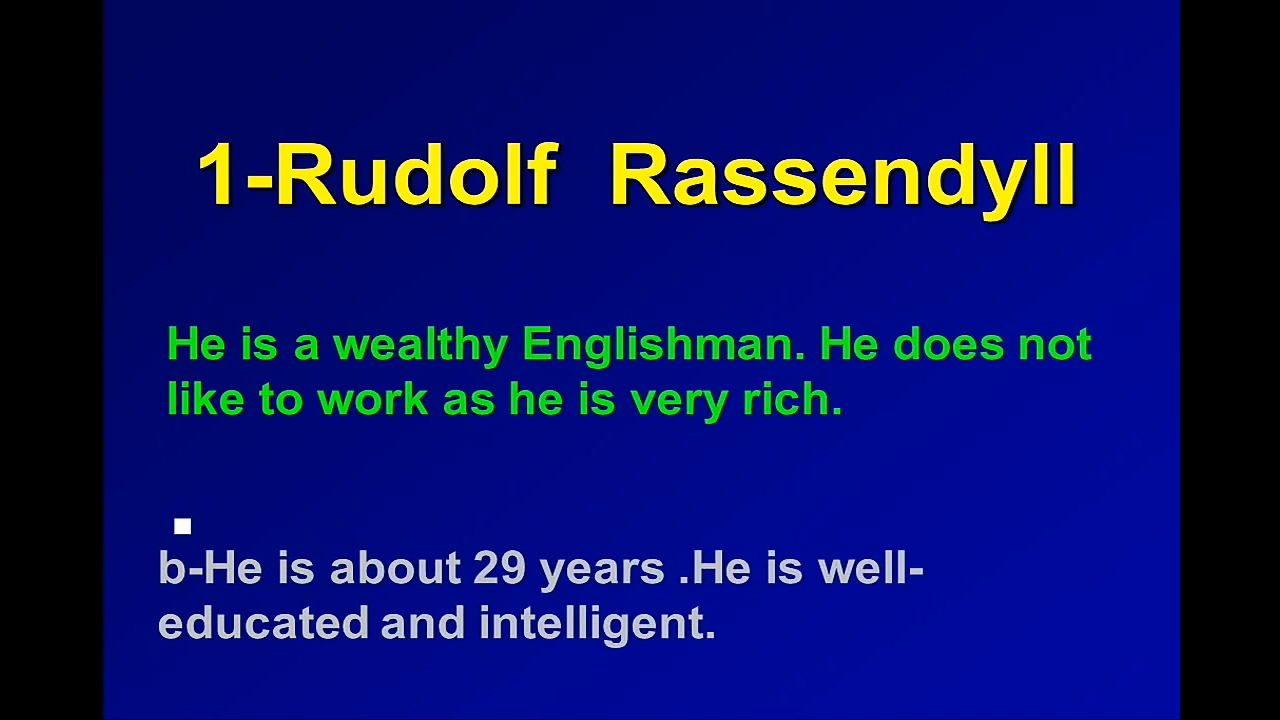 1-Rudolf Rassendyll
He is a wealthy Englishman. He does not
like to work as he is very rich.
b-He is about 29 years .He is well-
educated and intelligent.